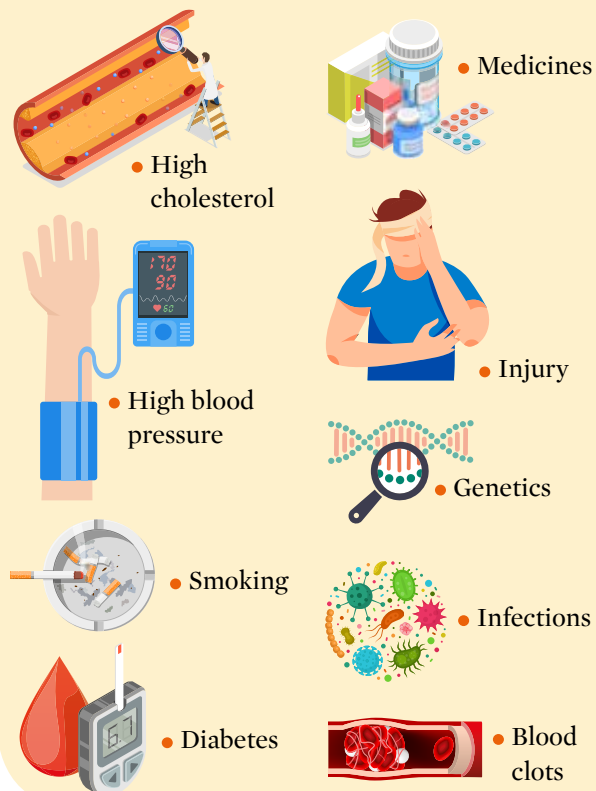 • High
cholesterol
170
90
60
• High blood
pressure
• Smoking
6.7
• Diabetes
• Medicines
• Injury
• Genetics
• Infections
• Blood
clots